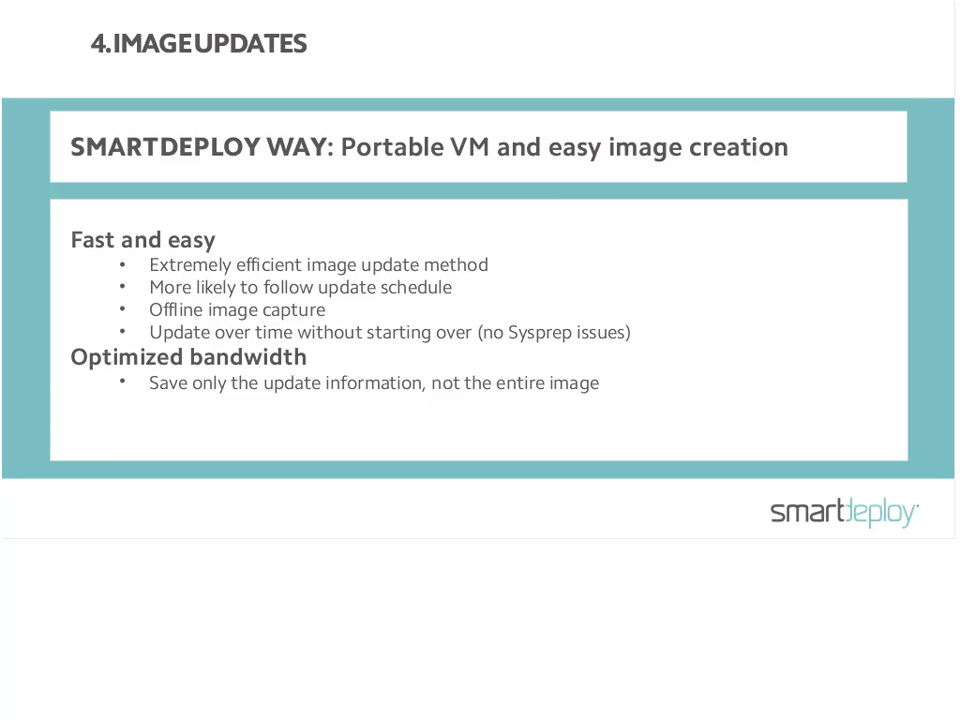 4.IMAGE UPDATES
SMARTDEPLOY WAY: Portable VM and easy image creation
Fast and easy
• Extremely efficient image update method
• More likely to follow update schedule
• Offline image capture
• Update over time without starting over (no Sysprep issues)
Optimized bandwidth
• Save only the update information, not the entire image
smartdeploy